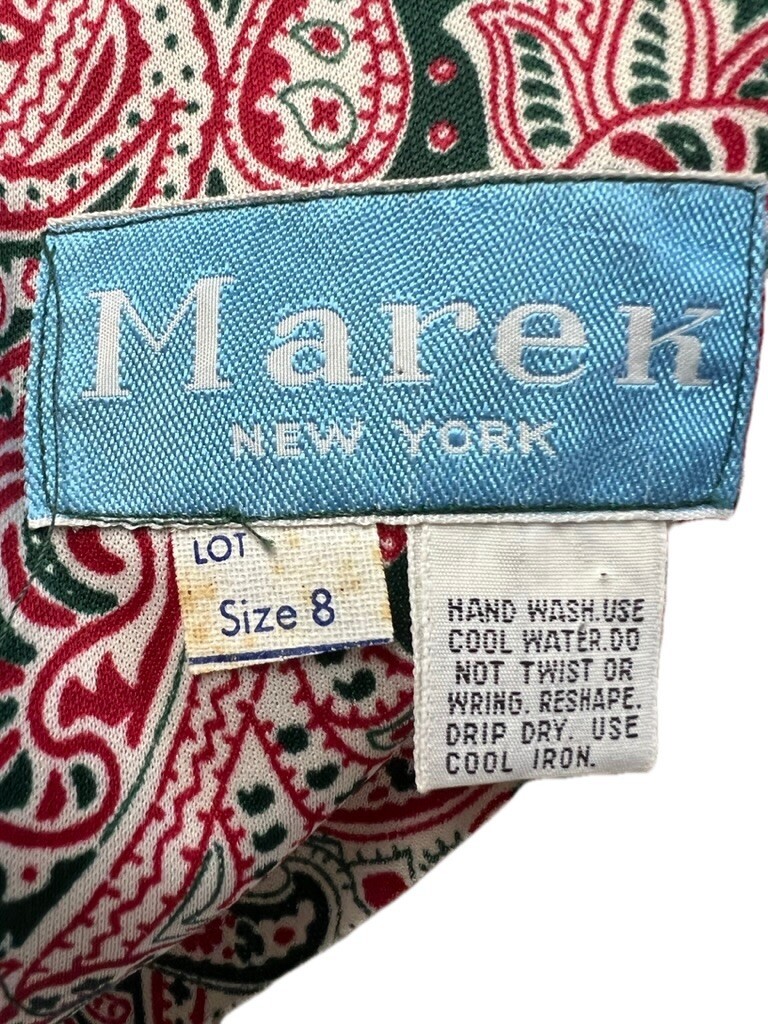 Marek
NEW YORK
LOT
Size 8
HAND WASH.USE
COOL WATER.DO
NOT TWIST OR
WRING. RESHAPE.
DRIP DRY. USE
COOL IRON.